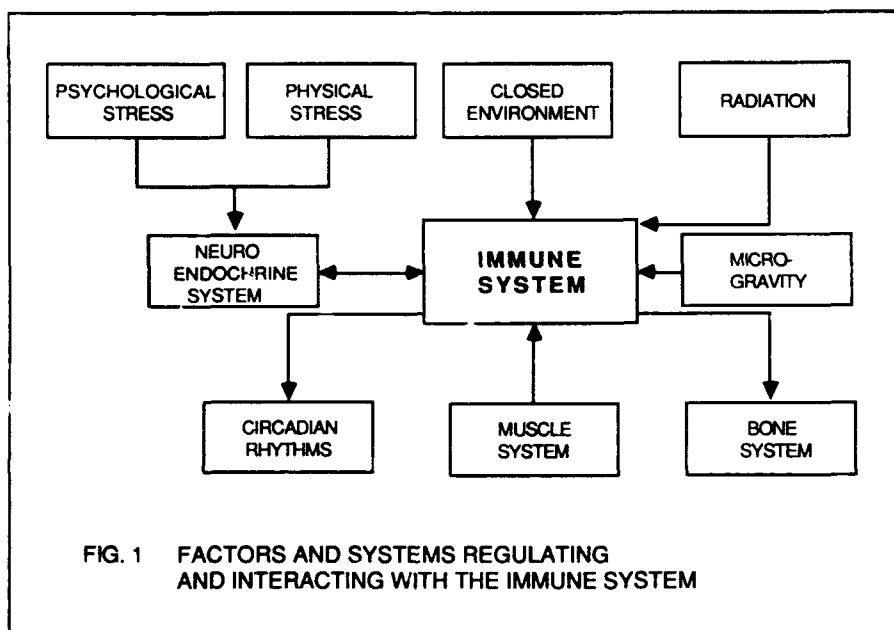 PSYCHOLOGICAL
STRESS
PHYSICAL
STRESS
CLOSED
ENVIRONMENT
RADIATION
NEURO
ENDOCHRINE
SYSTEM
IMMUNE
SYSTEM
MICRO-
GRAVITY
CIRCADIAN
RHYTHMS
MUSCLE
SYSTEM
BONE
SYSTEM
FIG. 1 FACTORS AND SYSTEMS REGULATING
AND INTERACTING WITH THE IMMUNE SYSTEM